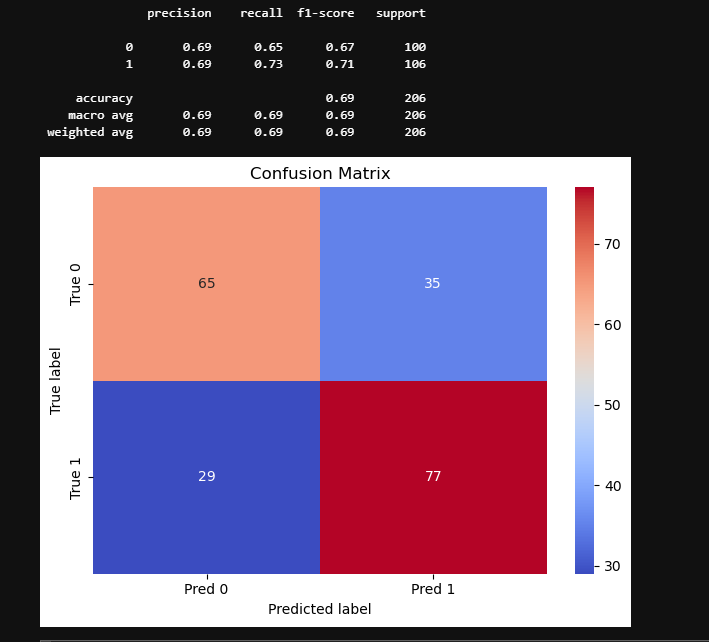 precision recall f1-score support
0 0.69 0.65 0.67 100
1 0.69 0.73 0.71 106
accuracy 0.69 206
macro avg 0.69 0.69 0.69 206
weighted avg 0.69 0.69 0.69 206
Confusion Matrix
True label
True 0
65
35
True 1
29
77
Pred 0
Pred 1
Predicted label
70
60
50
40
30